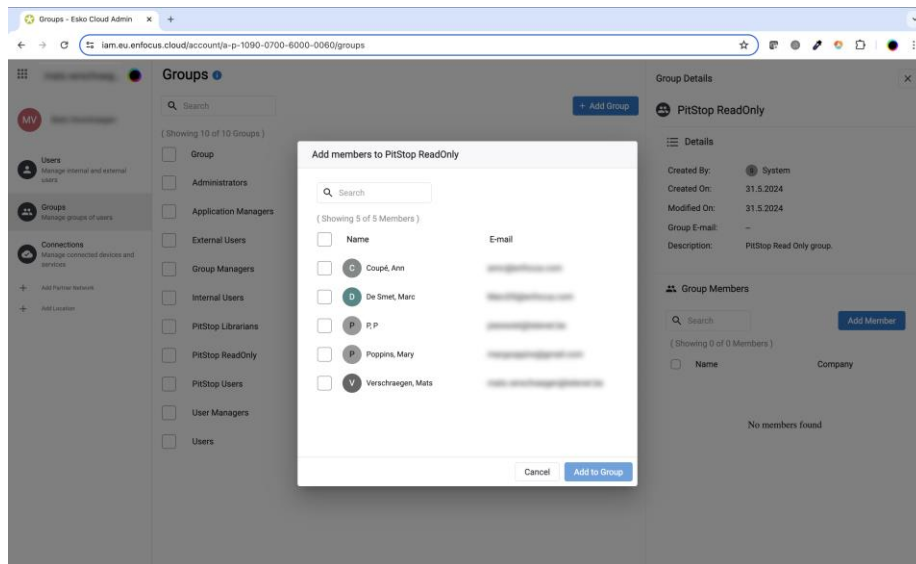 Groups - Esko Cloud Admin
iam.eu.enfocus.cloud/account/a-p-1090-0700-6000-0060/groups
MV
Users
Manage internal and external
users
Groups
Manage groups of users
Connections
Manage connected devices and
services
Add Partner Network
Add Location
Groups
Search
+ Add Group
( Showing 10 of 10 Groups )
Group
Administrators
Application Managers
External Users
Group Managers
Internal Users
PitStop Librarians
PitStop ReadOnly
PitStop Users
User Managers
Users
Add members to PitStop ReadOnly
Search
( Showing 5 of 5 Members )
Name E-mail
C Coupé, Ann
D De Smet, Marc
P P, P
P Poppins, Mary
V Verschraegen, Mats
Cancel Add to Group
Group Details
PitStop ReadOnly
Details
Created By: System
Created On: 31.5.2024
Modified On: 31.5.2024
Group E-mail: –
Description: PitStop Read Only group.
Group Members
Search Add Member
( Showing 0 of 0 Members )
Name Company
No members found